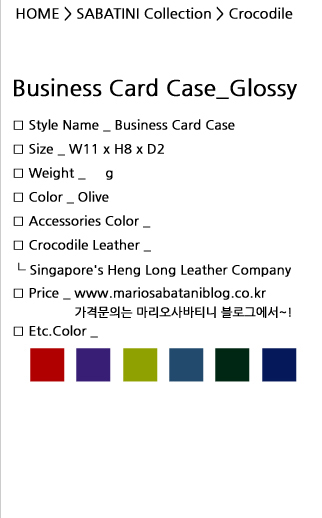 HOME > SABATINI Collection > Crocodile
Business Card Case_Glossy
□ Style Name _ Business Card Case
□ Size _ W11 x H8 x D2
□ Weight _ g
□ Color _ Olive
□ Accessories Color _
□ Crocodile Leather _
└ Singapore's Heng Long Leather Company
□ Price _ www.mariosabataniblog.co.kr
가격문의는 마리오사바티니 블로그에서~!
□ Etc.Color _